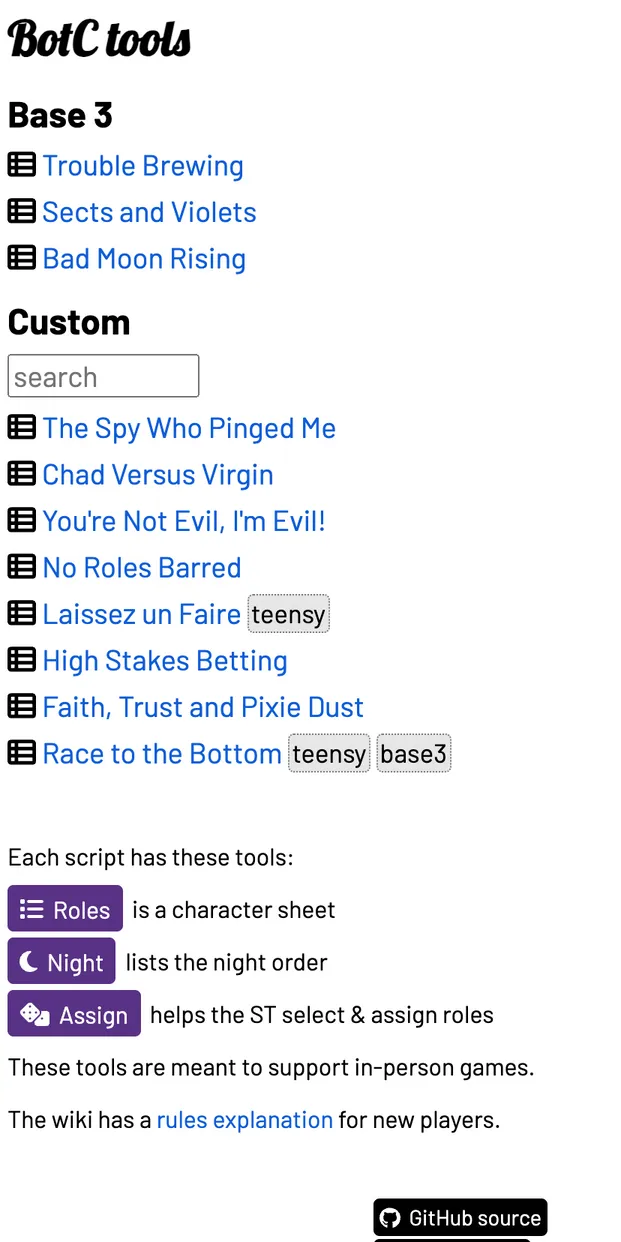 BotC tools
Base 3
Trouble Brewing
Sects and Violets
Bad Moon Rising
Custom
search
The Spy Who Pinged Me
Chad Versus Virgin
You're Not Evil, I'm Evil!
No Roles Barred
Laissez un Faire teensy
High Stakes Betting
Faith, Trust and Pixie Dust
Race to the Bottom teensy base3
Each script has these tools:
Roles is a character sheet
Night lists the night order
Assign helps the ST select & assign roles
These tools are meant to support in-person games.
The wiki has a rules explanation for new players.
GitHub source